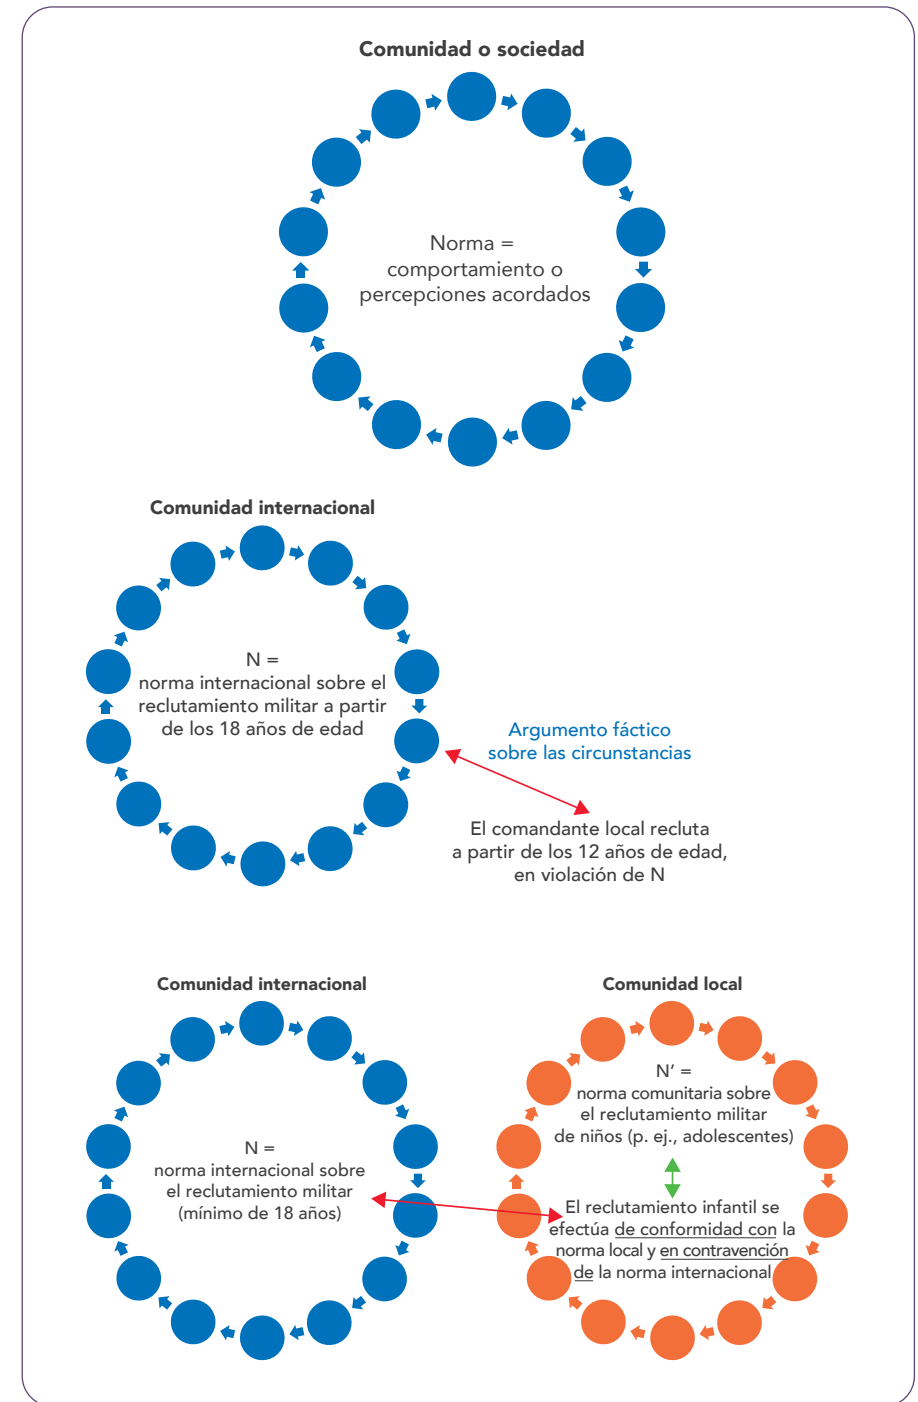 Comunidad o sociedad
Norma =
comportamiento o
percepciones acordados
Comunidad internacional
N =
norma internacional sobre el
reclutamiento militar a partir
de los 18 años de edad
Argumento fáctico
sobre las circunstancias
El comandante local recluta
a partir de los 12 años de edad,
en violación de N
Comunidad internacional
N =
norma internacional sobre
el reclutamiento militar
(mínimo de 18 años)
Comunidad local
N’ =
norma comunitaria sobre
el reclutamiento militar
de niños (p. ej., adolescentes)
El reclutamiento infantil se
efectúa de conformidad con la
norma local y en contravención
de la norma internacional